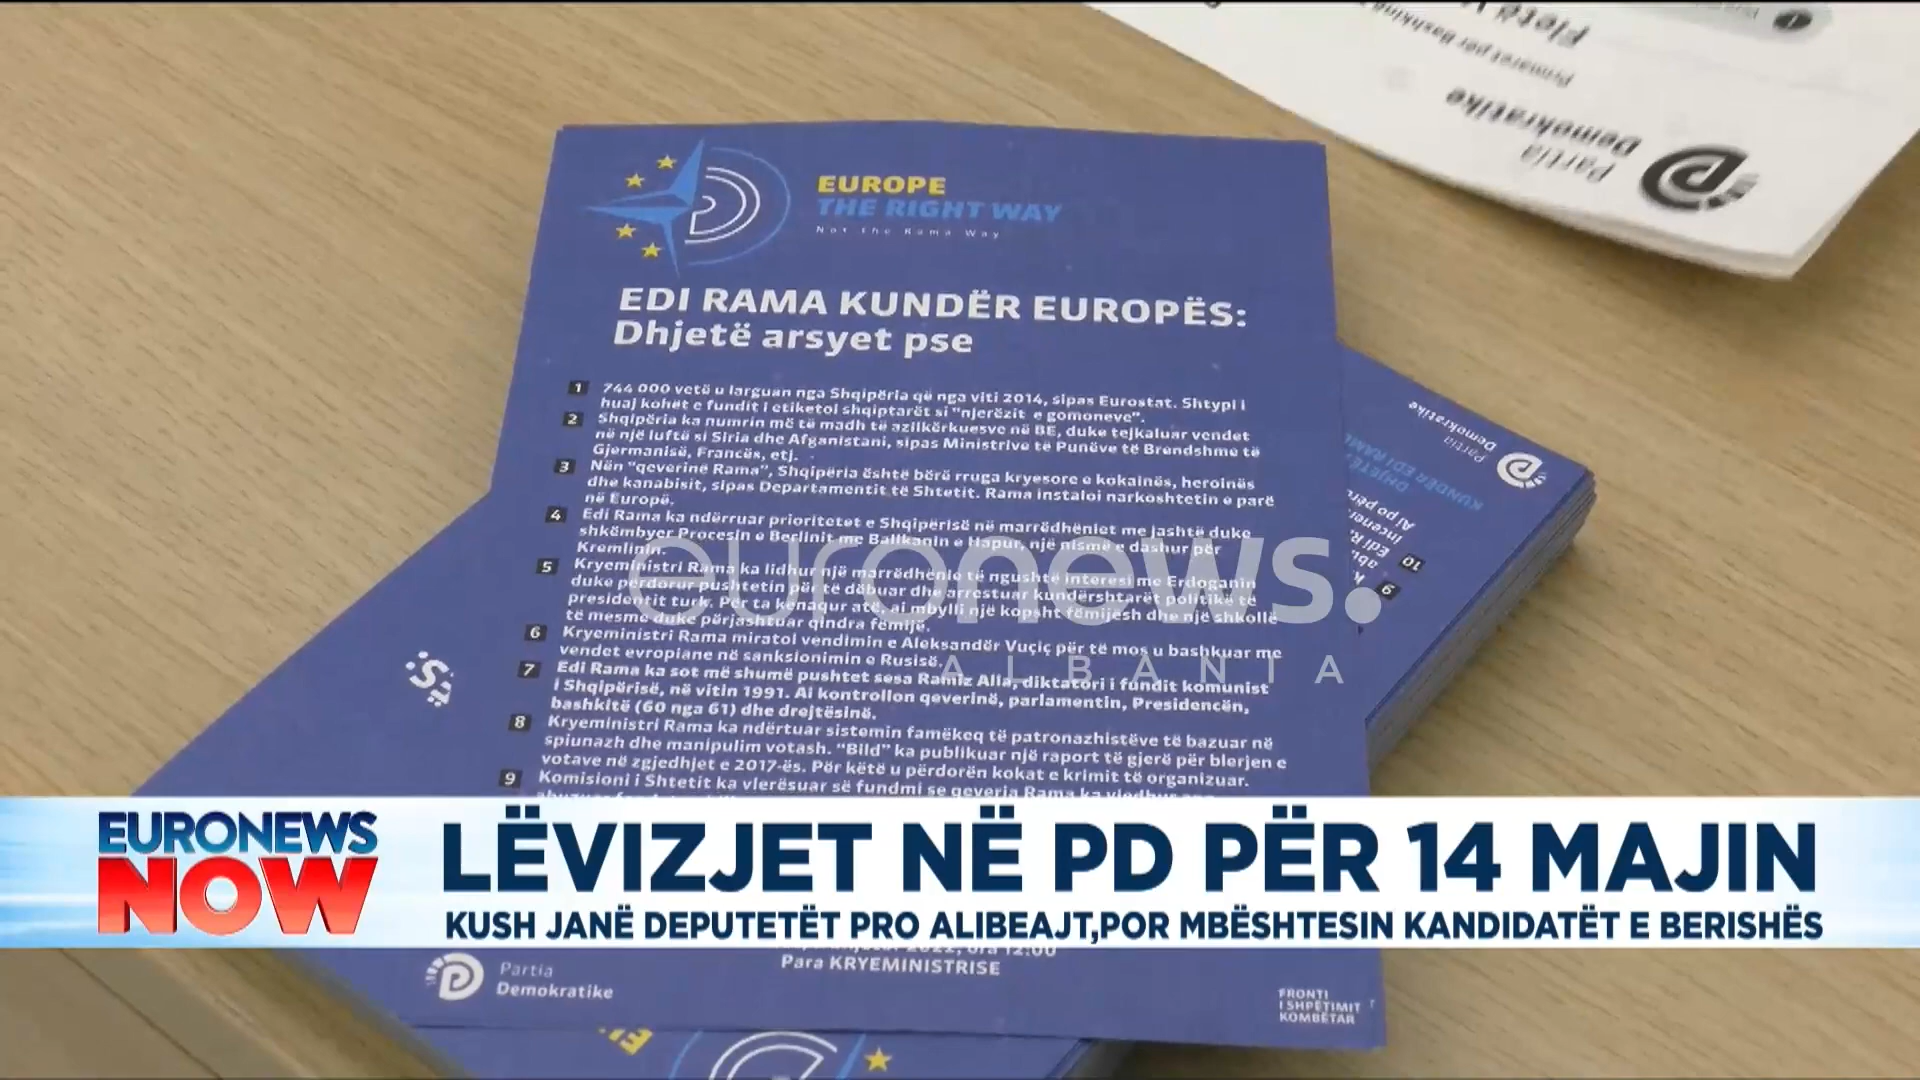 Partia
Demokratike
EUROPE
THE RIGHT WAY
Not the Rama Way
EDI RAMA KUNDËR EUROPËS:
Dhjetë arsyet pse
1 744 000 vetë u larguan nga Shqipëria që nga viti 2014, sipas Eurostat. Shtypi i
huaj kohët e fundit i etiketoi shqiptarët si "njerëzit e gomoneve".
2 Shqipëria ka numrin më të madh të azilkërkuesve në BE, duke tejkaluar vendet
në një luftë si Siria dhe Afganistani, sipas Ministrive të Punëve të Brendshme të
Gjermanisë, Francës, etj.
3 Nën "qeverinë Rama", Shqipëria është bërë rruga kryesore e kokainës, heroinës
dhe kanabisit, sipas Departamentit të Shtetit. Rama instaloi narkoshtetin e parë
në Europë.
4 Edi Rama ka ndërruar prioritetet e Shqipërisë në marrëdhëniet me jashtë duke
shkëmbyer Procesin e Berlinit me Ballkanin e Hapur, një nismë e dashur për
Kremlinin.
5 Kryeministri Rama ka lidhur një marrëdhënie të ngushtë interesi me Erdoganin
duke përdorur pushtetin për të dëbuar dhe arrestuar kundërshtarët politikë të
presidentit turk. Për ta kënaqur atë, ai mbylli një kopsht fëmijësh dhe një shkollë
të mesme duke përjashtuar qindra fëmijë.
6 Kryeministri Rama miratoi vendimin e Aleksandër Vuçiç për të mos u bashkuar me
vendet evropiane në sanksionimin e Rusisë.
7 Edi Rama ka sot më shumë pushtet sesa Ramiz Alia, diktatori i fundit komunist
i Shqipërisë, në vitin 1991. Ai kontrollon qeverinë, parlamentin, Presidencën,
bashkitë (60 nga 61) dhe drejtësinë.
8 Kryeministri Rama ka ndërtuar sistemin famëkeq të patronazhistëve të bazuar në
spiunazh dhe manipulim votash. "Bild" ka publikuar një raport të gjerë për blerjen e
votave në zgjedhjet e 2017-ës. Për këtë u përdorën kokat e krimit të organizuar.
9 Komisioni i Shtetit ka vlerësuar së fundmi se qeveria Rama ka vjedhur
Partia
Demokratike
10
9
euronews.
ALBANIA
EURONEWS
NOW
LËVIZJET NË PD PËR 14 MAJIN
KUSH JANË DEPUTETËT PRO ALIBEAJT,POR MBËSHTESIN KANDIDATËT E BERISHËS
2022, ora 12:00
Para KRYEMINISTRISE
Partia
Demokratike
FRONTI
I SHPËTIMIT
KOMBËTAR